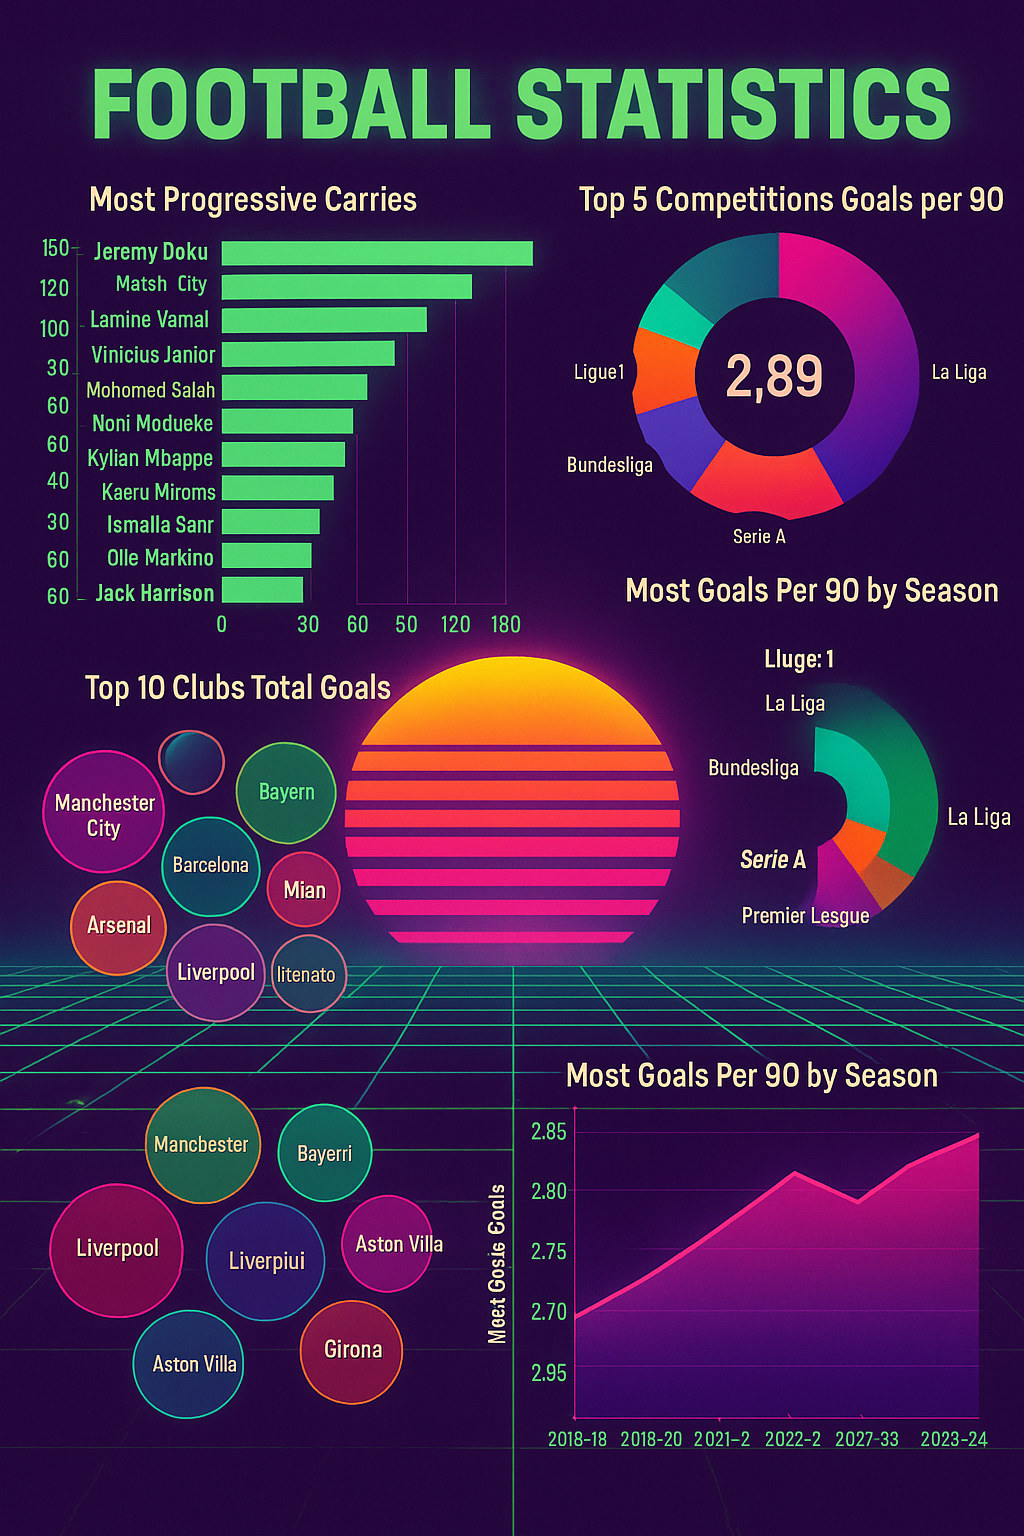 FOOTBALL STATISTICS
Most Progressive Carries
150
120
100
30
60
60
40
30
60
60
Jeremy Doku
Matsh City
Lamine Vamal
Vinicius Janior
Mohomed Salah
Noni Modueke
Kylian Mbappe
Kaeru Miroms
Ismalla Sanr
Olle Markino
Jack Harrison
0 30 60 50 120 180
Top 5 Competitions Goals per 90
2,89
La Liga
Ligue1
Bundesliga
Serie A
Most Goals Per 90 by Season
Lluge: 1
La Liga
Bundesliga
La Liga
Serie A
Premier Lesgue
Top 10 Clubs Total Goals
Manchester
City
Bayern
Barcelona
Mian
Arsenal
Liverpool
litenato
Mancbester
Bayerri
Liverpool
Liverpiui
Aston Villa
Aston Villa
Girona
Most Goals Per 90 by Season
2.85
2.80
2.75
2.70
2.95
2018-18 2018-20 2021-2 2022-2 2027-33 2023-24